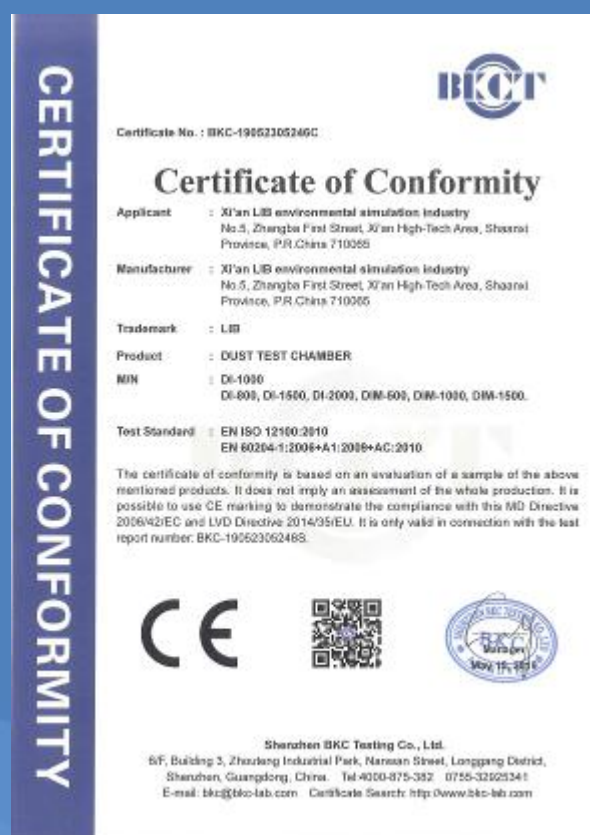 CERTIFICATE OF CONFORMITY
BKCT
Certificate No. : BKC-19052305246C
Certificate of Conformity
Applicant : Xi'an LIB environmental simulation industry
No.5, Zhangba First Street, Xi'an High-Tech Area, Shaanxi
Province, P.R.China 710065
Manufacturer : Xi'an LIB environmental simulation industry
No.5, Zhangba First Street, Xi'an High-Tech Area, Shaanxi
Province, P.R.China 710065
Trademark : LIB
Product : DUST TEST CHAMBER
M/N : DI-1000
DI-800, DI-1500, DI-2000, DIM-500, DIM-1000, DIM-1500.
Test Standard : EN ISO 12100:2010
EN 60204-1:2006+A1:2009+AC:2010
The certificate of conformity is based on an evaluation of a sample of the above
mentioned products. It does not imply an assessment of the whole production. It is
possible to use CE marking to demonstrate the compliance with this MD Directive
2006/42/EC and LVD Directive 2014/35/EU. It is only valid in connection with the test
report number: BKC-19052305246S.
CE
Manager
Shenzhen BKC Testing Co., Ltd.
6/F, Building 3, Zhouteng Industrial Park, Nanwan Street, Longgang District,
Shenzhen, Guangdong, China. Tel:4000-875-382 0755-32925341
E-mail: bkc@bkc-lab.com Certificate Search: http://www.bkc-lab.com